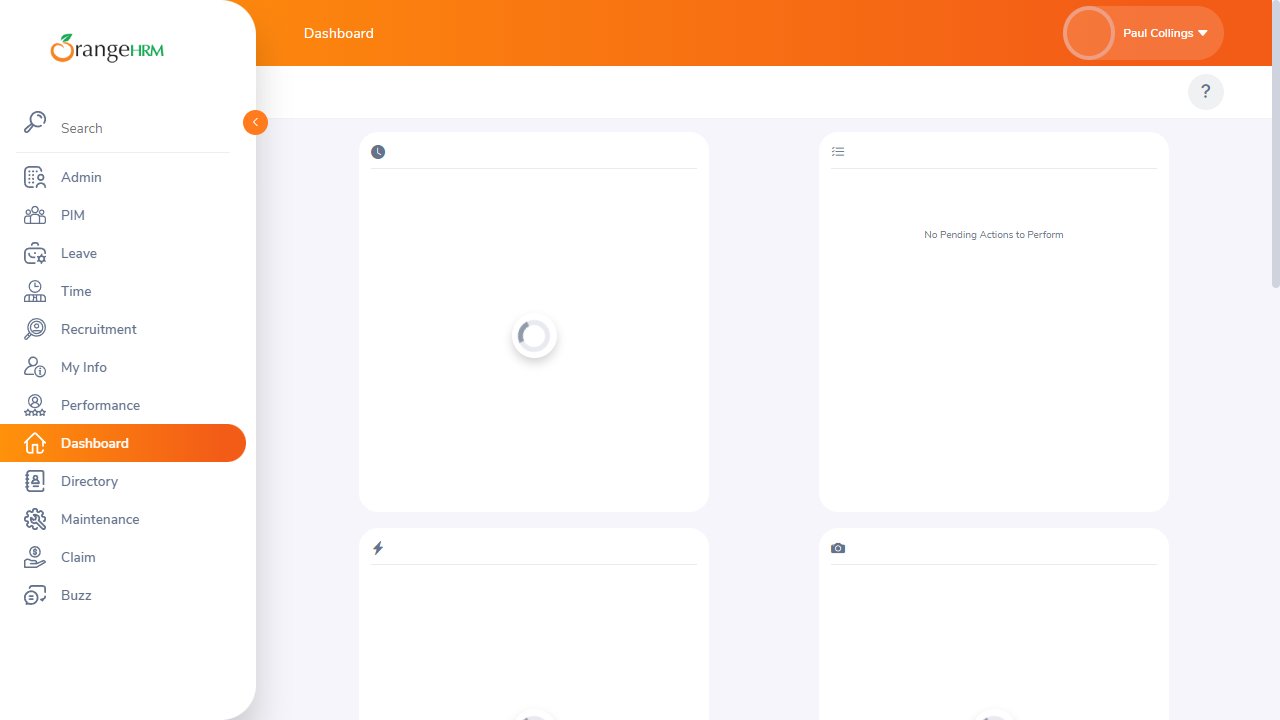 OrangeHRM
Dashboard
Paul Collings
?
Search
Admin
PIM
Leave
Time
Recruitment
My Info
Performance
Dashboard
Directory
Maintenance
Claim
Buzz
No Pending Actions to Perform